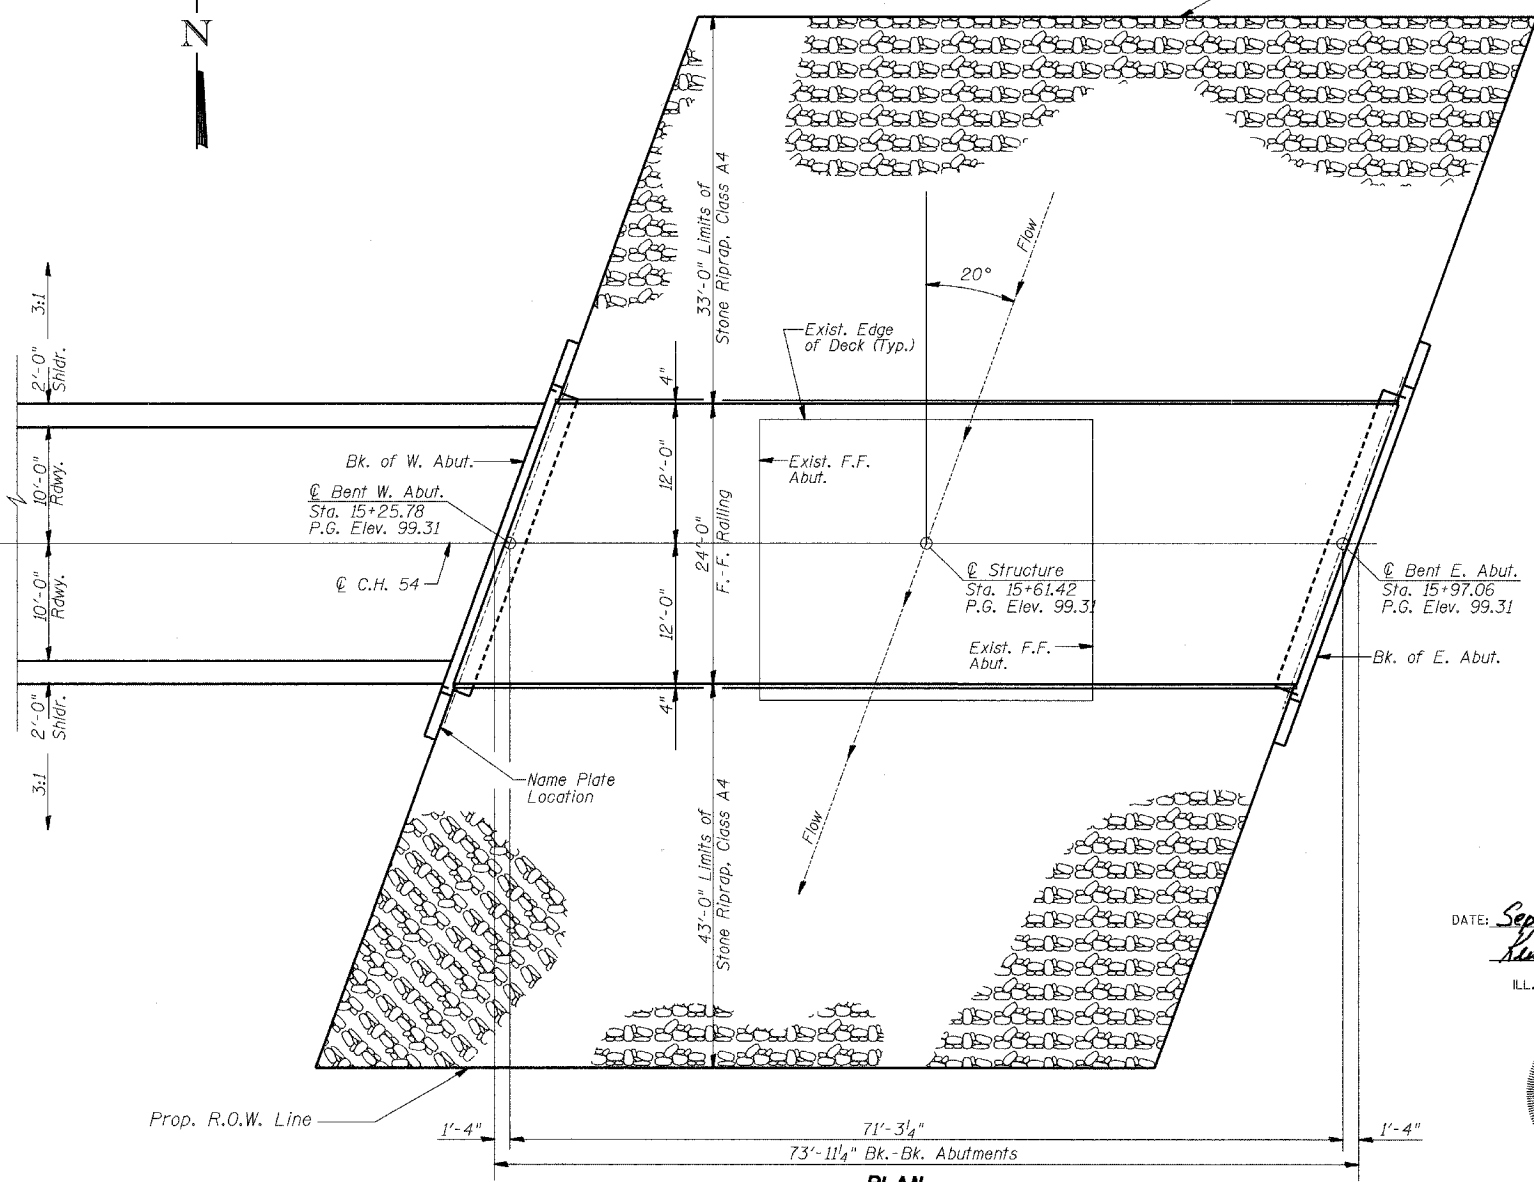 N
3:1
2'-0"
Shldr.
10'-0"
Rdwy.
10'-0"
Rdwy.
2'-0"
Shldr.
3:1
33'-0" Limits of
Stone Riprap, Class A4
Flow
20°
Exist. Edge
of Deck (Typ.)
4"
Bk. of W. Abut.
℄ Bent W. Abut.
Sta. 15+25.78
P.G. Elev. 99.31
℄ C.H. 54
12'-0"
24'-0"
F.-F. Railing
12'-0"
4"
Exist. F.F.
Abut.
℄ Structure
Sta. 15+61.42
P.G. Elev. 99.31
Exist. F.F.
Abut.
℄ Bent E. Abut.
Sta. 15+97.06
P.G. Elev. 99.31
Bk. of E. Abut.
Name Plate
Location
43'-0" Limits of
Stone Riprap, Class A4
Flow
DATE: Sep
ILL.
Prop. R.O.W. Line
1'-4"
71'-3¼"
1'-4"
73'-11¼" Bk.-Bk. Abutments
PLAN